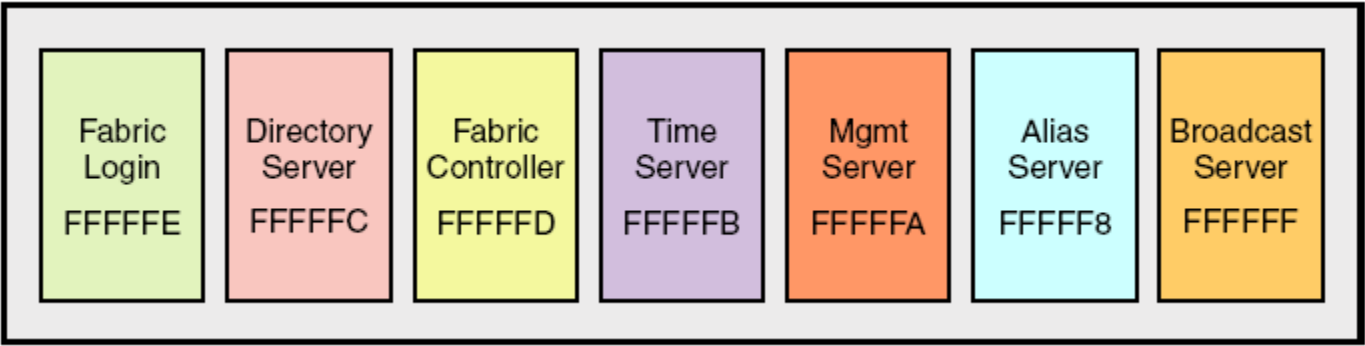 Fabric
Login
FFFFFE
Directory
Server
FFFFFC
Fabric
Controller
FFFFFD
Time
Server
FFFFFB
Mgmt
Server
FFFFFA
Alias
Server
FFFFF8
Broadcast
Server
FFFFFF